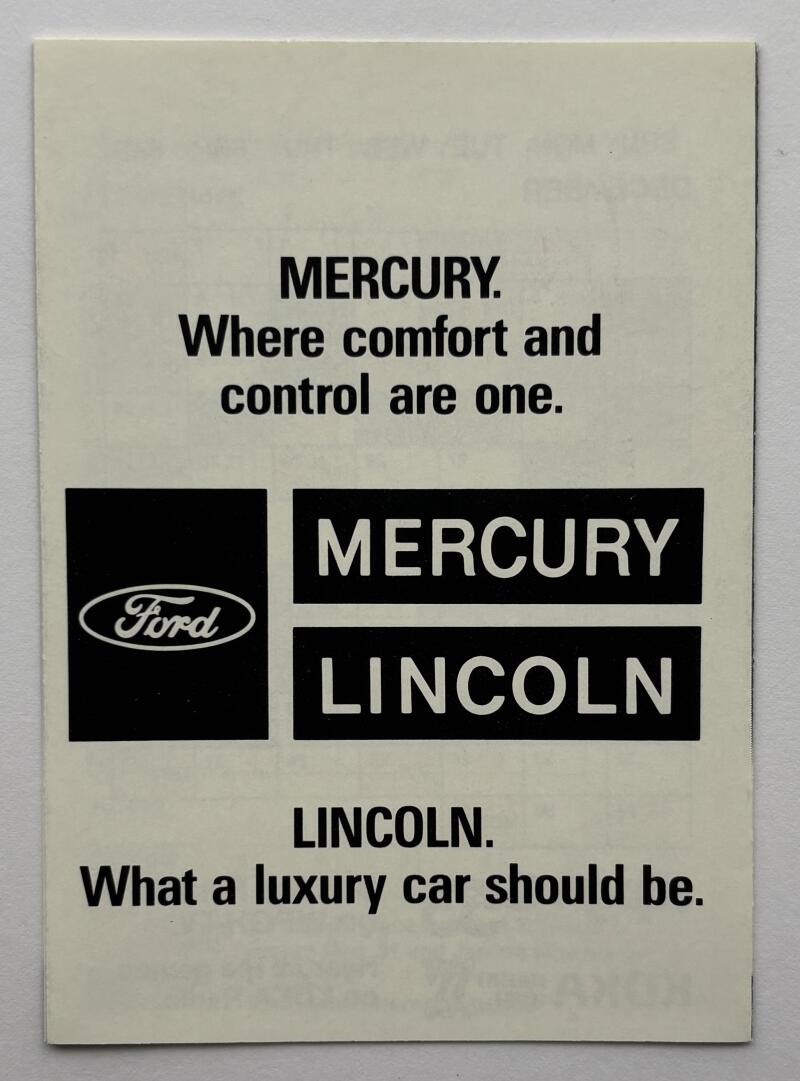 MERCURY.
Where comfort and
control are one.
Ford
MERCURY
LINCOLN
LINCOLN.
What a luxury car should be.